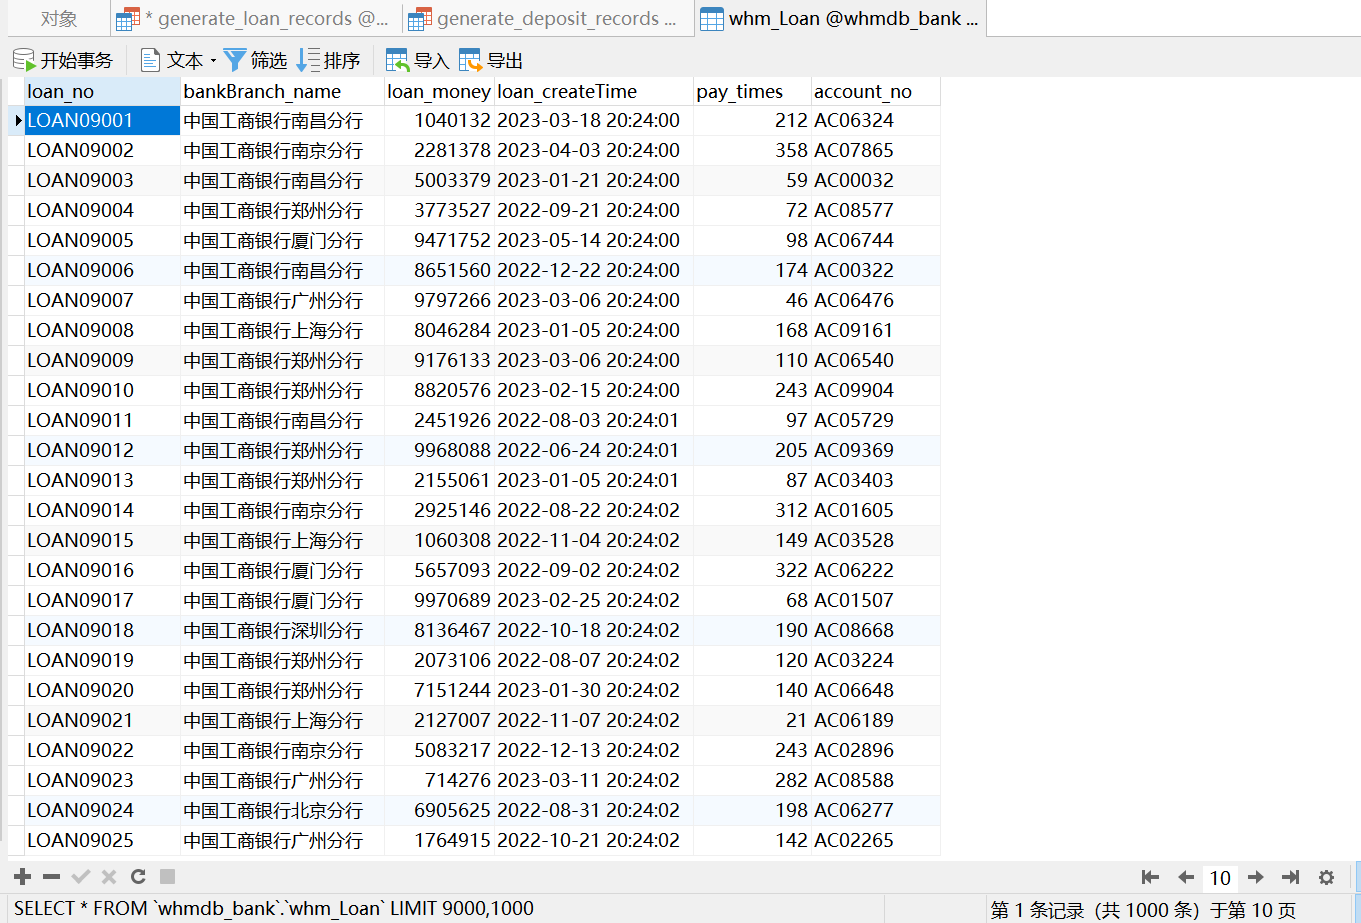 对象 * generate_loan_records @... generate_deposit_records ... whm_Loan @whmdb_bank ...
开始事务 文本 筛选 排序 导入 导出
loan_no bankBranch_name loan_money loan_createTime pay_times account_no
LOAN09001 中国工商银行南昌分行 1040132 2023-03-18 20:24:00 212 AC06324
LOAN09002 中国工商银行南京分行 2281378 2023-04-03 20:24:00 358 AC07865
LOAN09003 中国工商银行南昌分行 5003379 2023-01-21 20:24:00 59 AC00032
LOAN09004 中国工商银行郑州分行 3773527 2022-09-21 20:24:00 72 AC08577
LOAN09005 中国工商银行厦门分行 9471752 2023-05-14 20:24:00 98 AC06744
LOAN09006 中国工商银行南昌分行 8651560 2022-12-22 20:24:00 174 AC00322
LOAN09007 中国工商银行广州分行 9797266 2023-03-06 20:24:00 46 AC06476
LOAN09008 中国工商银行上海分行 8046284 2023-01-05 20:24:00 168 AC09161
LOAN09009 中国工商银行郑州分行 9176133 2023-03-06 20:24:00 110 AC06540
LOAN09010 中国工商银行郑州分行 8820576 2023-02-15 20:24:00 243 AC09904
LOAN09011 中国工商银行南昌分行 2451926 2022-08-03 20:24:01 97 AC05729
LOAN09012 中国工商银行郑州分行 9968088 2022-06-24 20:24:01 205 AC09369
LOAN09013 中国工商银行郑州分行 2155061 2023-01-05 20:24:01 87 AC03403
LOAN09014 中国工商银行南京分行 2925146 2022-08-22 20:24:02 312 AC01605
LOAN09015 中国工商银行上海分行 1060308 2022-11-04 20:24:02 149 AC03528
LOAN09016 中国工商银行厦门分行 5657093 2022-09-02 20:24:02 322 AC06222
LOAN09017 中国工商银行厦门分行 9970689 2023-02-25 20:24:02 68 AC01507
LOAN09018 中国工商银行深圳分行 8136467 2022-10-18 20:24:02 190 AC08668
LOAN09019 中国工商银行郑州分行 2073106 2022-08-07 20:24:02 120 AC03224
LOAN09020 中国工商银行郑州分行 7151244 2023-01-30 20:24:02 140 AC06648
LOAN09021 中国工商银行上海分行 2127007 2022-11-07 20:24:02 21 AC06189
LOAN09022 中国工商银行南京分行 5083217 2022-12-13 20:24:02 243 AC02896
LOAN09023 中国工商银行广州分行 714276 2023-03-11 20:24:02 282 AC08588
LOAN09024 中国工商银行北京分行 6905625 2022-08-31 20:24:02 198 AC06277
LOAN09025 中国工商银行广州分行 1764915 2022-10-21 20:24:02 142 AC02265
10
SELECT * FROM `whmdb_bank`.`whm_Loan` LIMIT 9000,1000 第 1 条记录 (共 1000 条) 于第 10 页